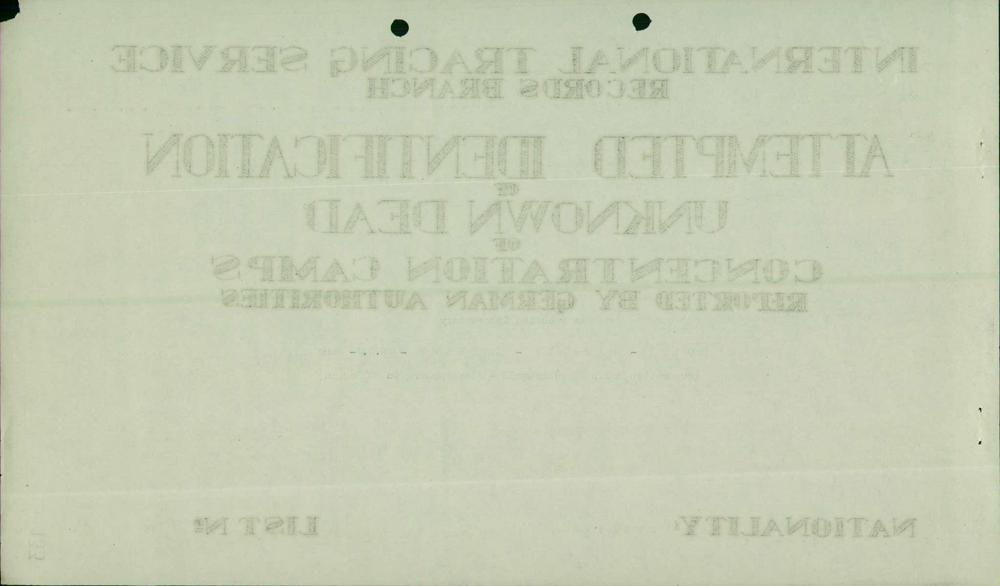 INTERNATIONAL TRACING SERVICE
RECORDS BRANCH
ATTEMPTED IDENTIFICATION
OF
UNKNOWN DEAD
OF
CONCENTRATION CAMPS
REPORTED BY GERMAN AUTHORITIES
NATIONALITY: LIST Nº